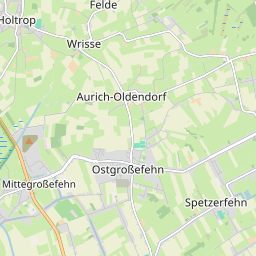 Felde
Holtrop
Wrisse
Aurich-Oldendorf
Ostgroßefehn
Mittegroßefehn
Spetzerfehn